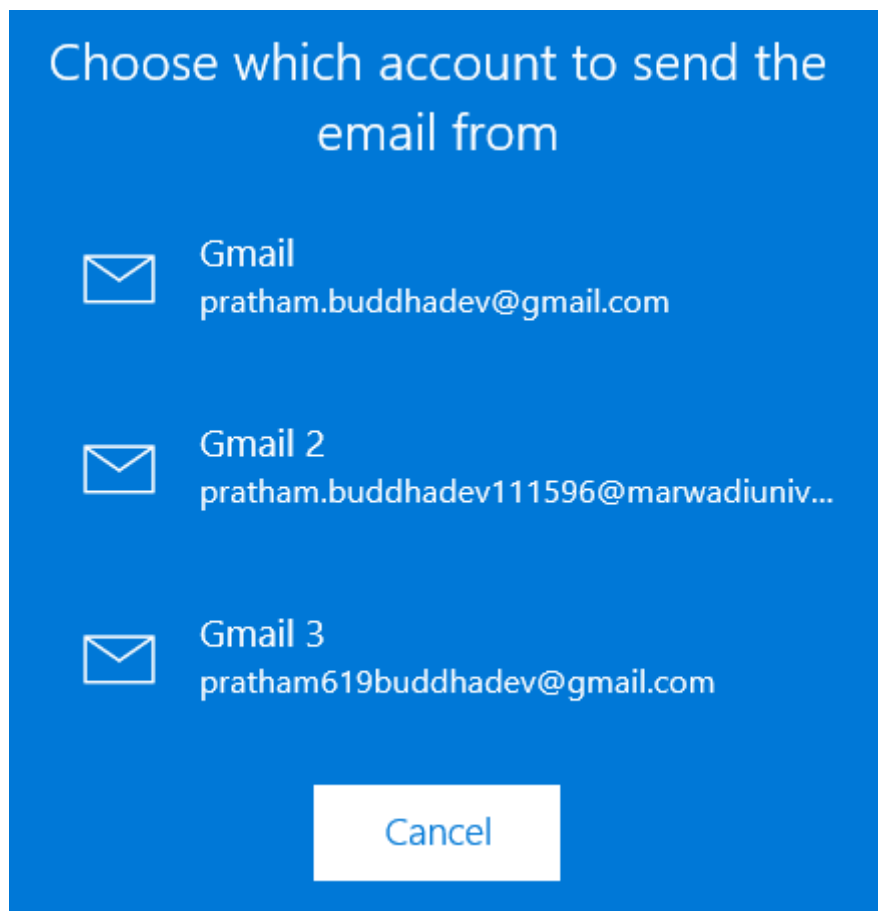 Choose which account to send the
email from
Gmail
pratham.buddhadev@gmail.com
Gmail 2
pratham.buddhadev111596@marwadiuniv...
Gmail 3
pratham619buddhadev@gmail.com
Cancel